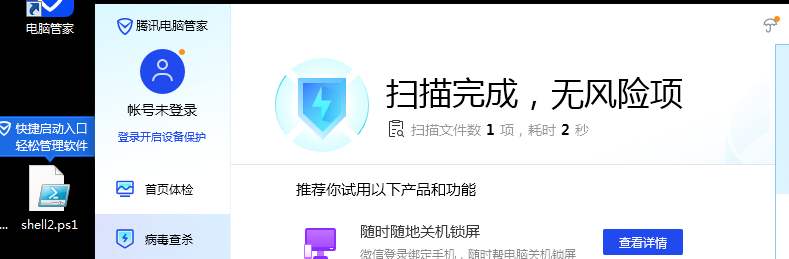 电脑管家
快捷启动入口
轻松管理软件
... shell2.ps1
腾讯电脑管家
帐号未登录
登录开启设备保护
首页体检
病毒查杀
扫描完成，无风险项
扫描文件数 1 项，耗时 2 秒
推荐你试用以下产品和功能
随时随地关机锁屏
微信登录绑定手机，随时帮电脑关机锁屏
查看详情